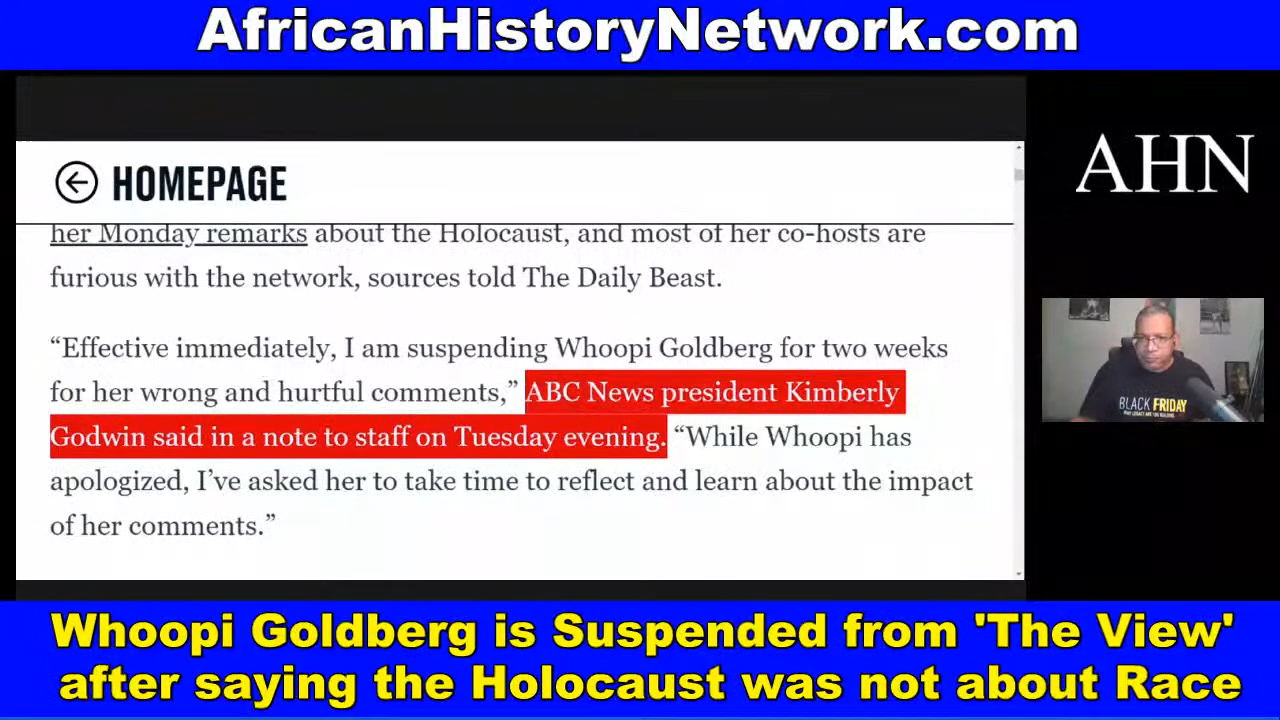 AfricanHistoryNetwork.com
AHN
HOMEPAGE
her Monday remarks about the Holocaust, and most of her co-hosts are
furious with the network, sources told The Daily Beast.
“Effective immediately, I am suspending Whoopi Goldberg for two weeks
for her wrong and hurtful comments,” ABC News president Kimberly
Godwin said in a note to staff on Tuesday evening. “While Whoopi has
apologized, I’ve asked her to take time to reflect and learn about the impact
of her comments.”
BLACK FRIDAY
Whoopi Goldberg is Suspended from 'The View'
after saying the Holocaust was not about Race